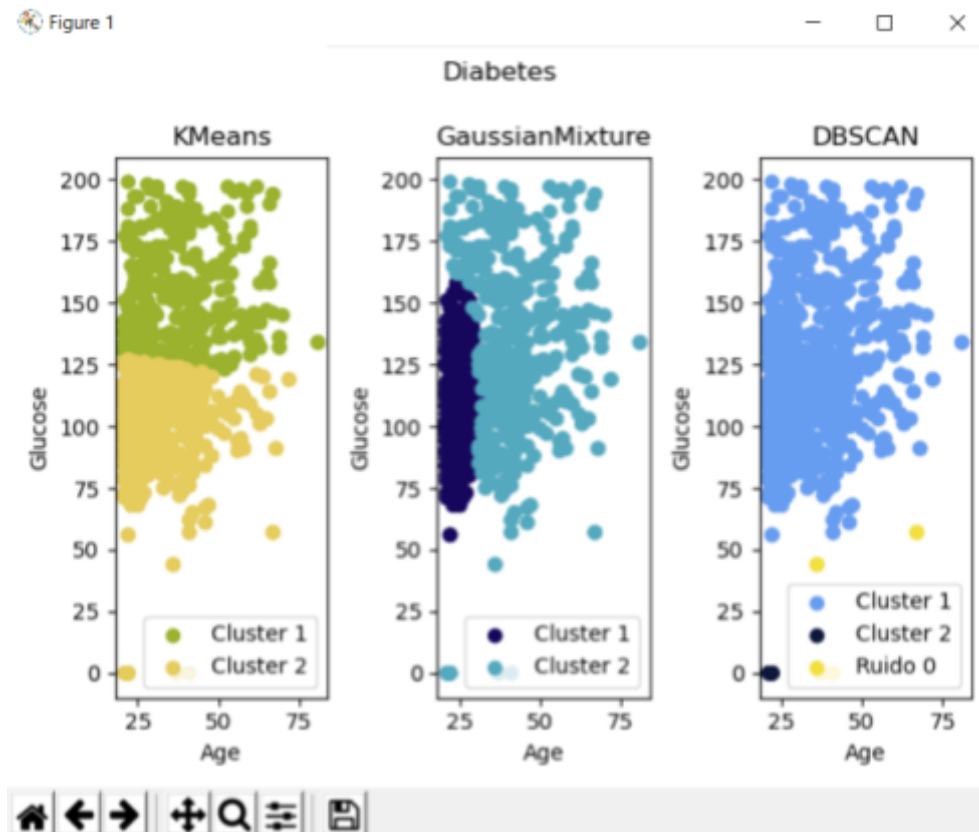 Figure 1
Diabetes
KMeans
200
175
150
125
100
75
50
25
0
Glucose
25 50 75
Age
Cluster 1
Cluster 2
GaussianMixture
200
175
150
125
100
75
50
25
0
Glucose
25 50 75
Age
Cluster 1
Cluster 2
DBSCAN
200
175
150
125
100
75
50
25
0
Glucose
25 50 75
Age
Cluster 1
Cluster 2
Ruido 0